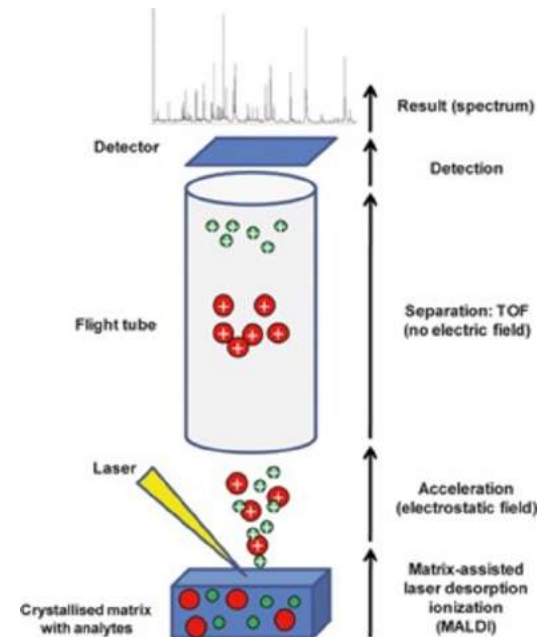 Result (spectrum)
Detector
Detection
Flight tube
Separation: TOF
(no electric field)
Laser
Acceleration
(electrostatic field)
Crystallised matrix
with analytes
Matrix-assisted
laser desorption
ionization
(MALDI)